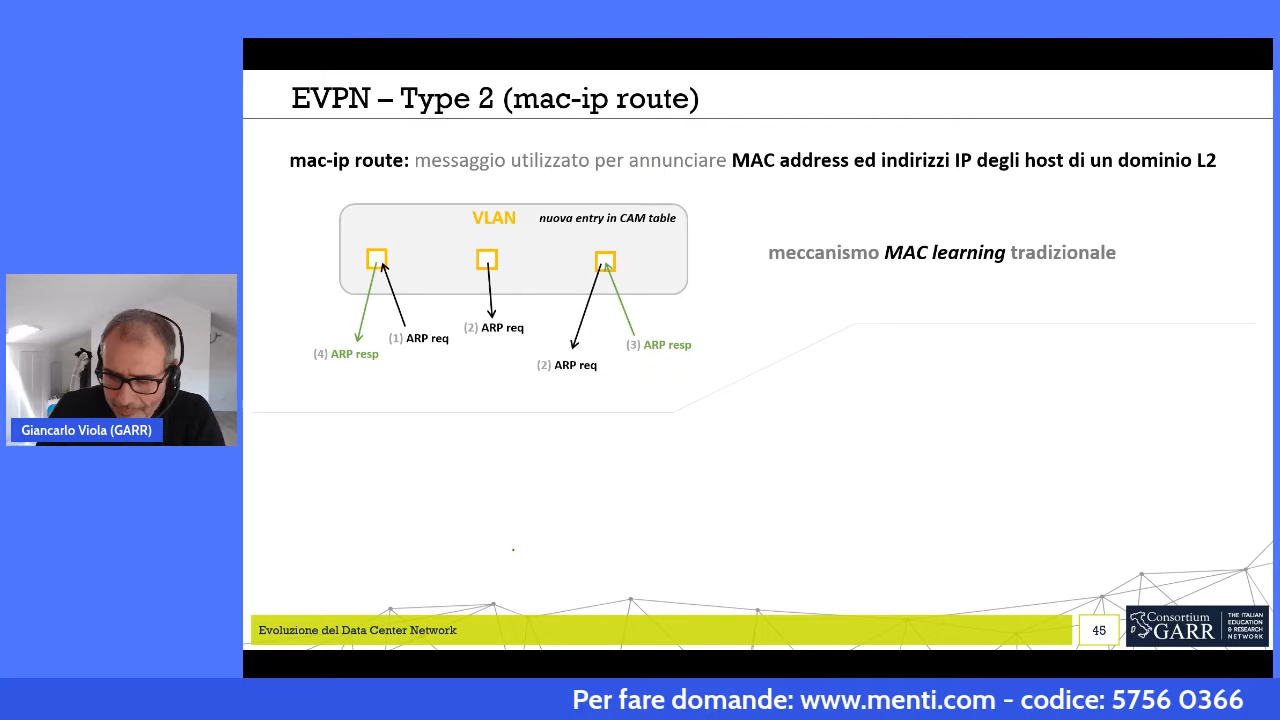 EVPN – Type 2 (mac-ip route)
mac-ip route: messaggio utilizzato per annunciare MAC address ed indirizzi IP degli host di un dominio L2
VLAN
nuova entry in CAM table
meccanismo MAC learning tradizionale
(4) ARP resp
(1) ARP req
(2) ARP req
(2) ARP req
(3) ARP resp
Giancarlo Viola (GARR)
Evoluzione del Data Center Network
45
Consortium
GARR
THE ITALIAN
EDUCATION
& RESEARCH
NETWORK
Per fare domande: www.menti.com - codice: 5756 0366